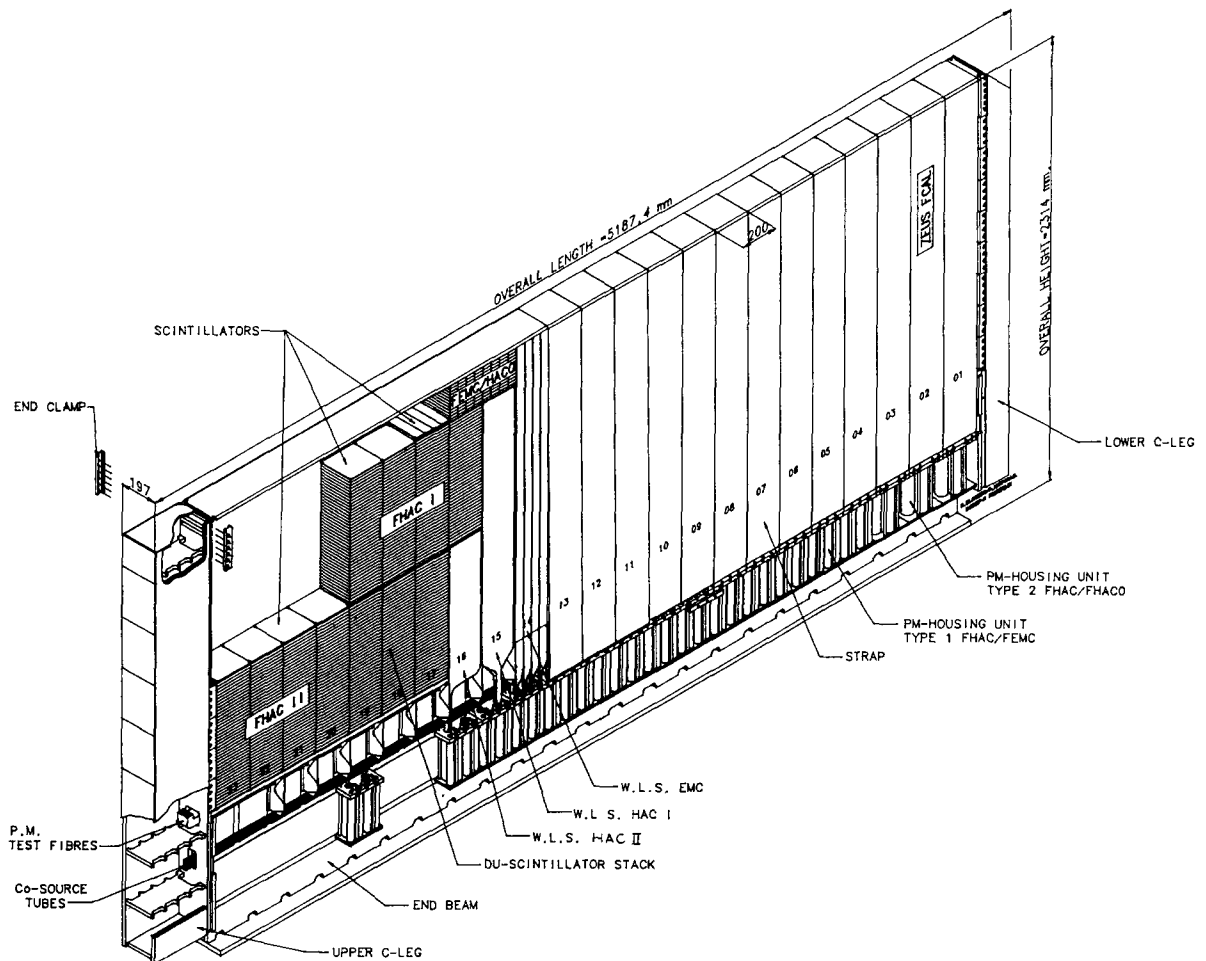 OVERALL LENGTH =5187.4 mm
OVERALL HEIGHT=2314 mm.
200
ZEUS FCAL
SCINTILLATORS
FEMC/HACO
END CLAMP
197
FHAC I
FHAC II
01
02
03
04
05
06
07
08
09
10
11
12
13
15
16
LOWER C-LEG
PM-HOUSING UNIT
TYPE 2 FHAC/FHACO
PM-HOUSING UNIT
TYPE 1 FHAC/FEMC
STRAP
W.L.S. EMC
W.L S. HAC I
W.L.S. HAC II
DU-SCINTILLATOR STACK
END BEAM
UPPER C-LEG
P.M.
TEST FIBRES
Co-SOURCE
TUBES